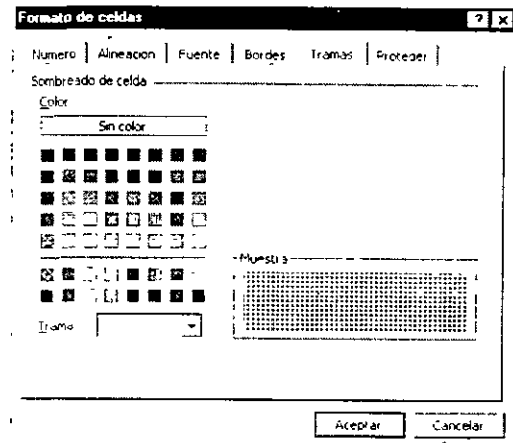 Formato de celdas ? x
Numero Alineacion Fuente Bordes Tramas Proteger
Sombreado de celda
Color
Sin color
Muestra
Trama
Aceptar Cancelar